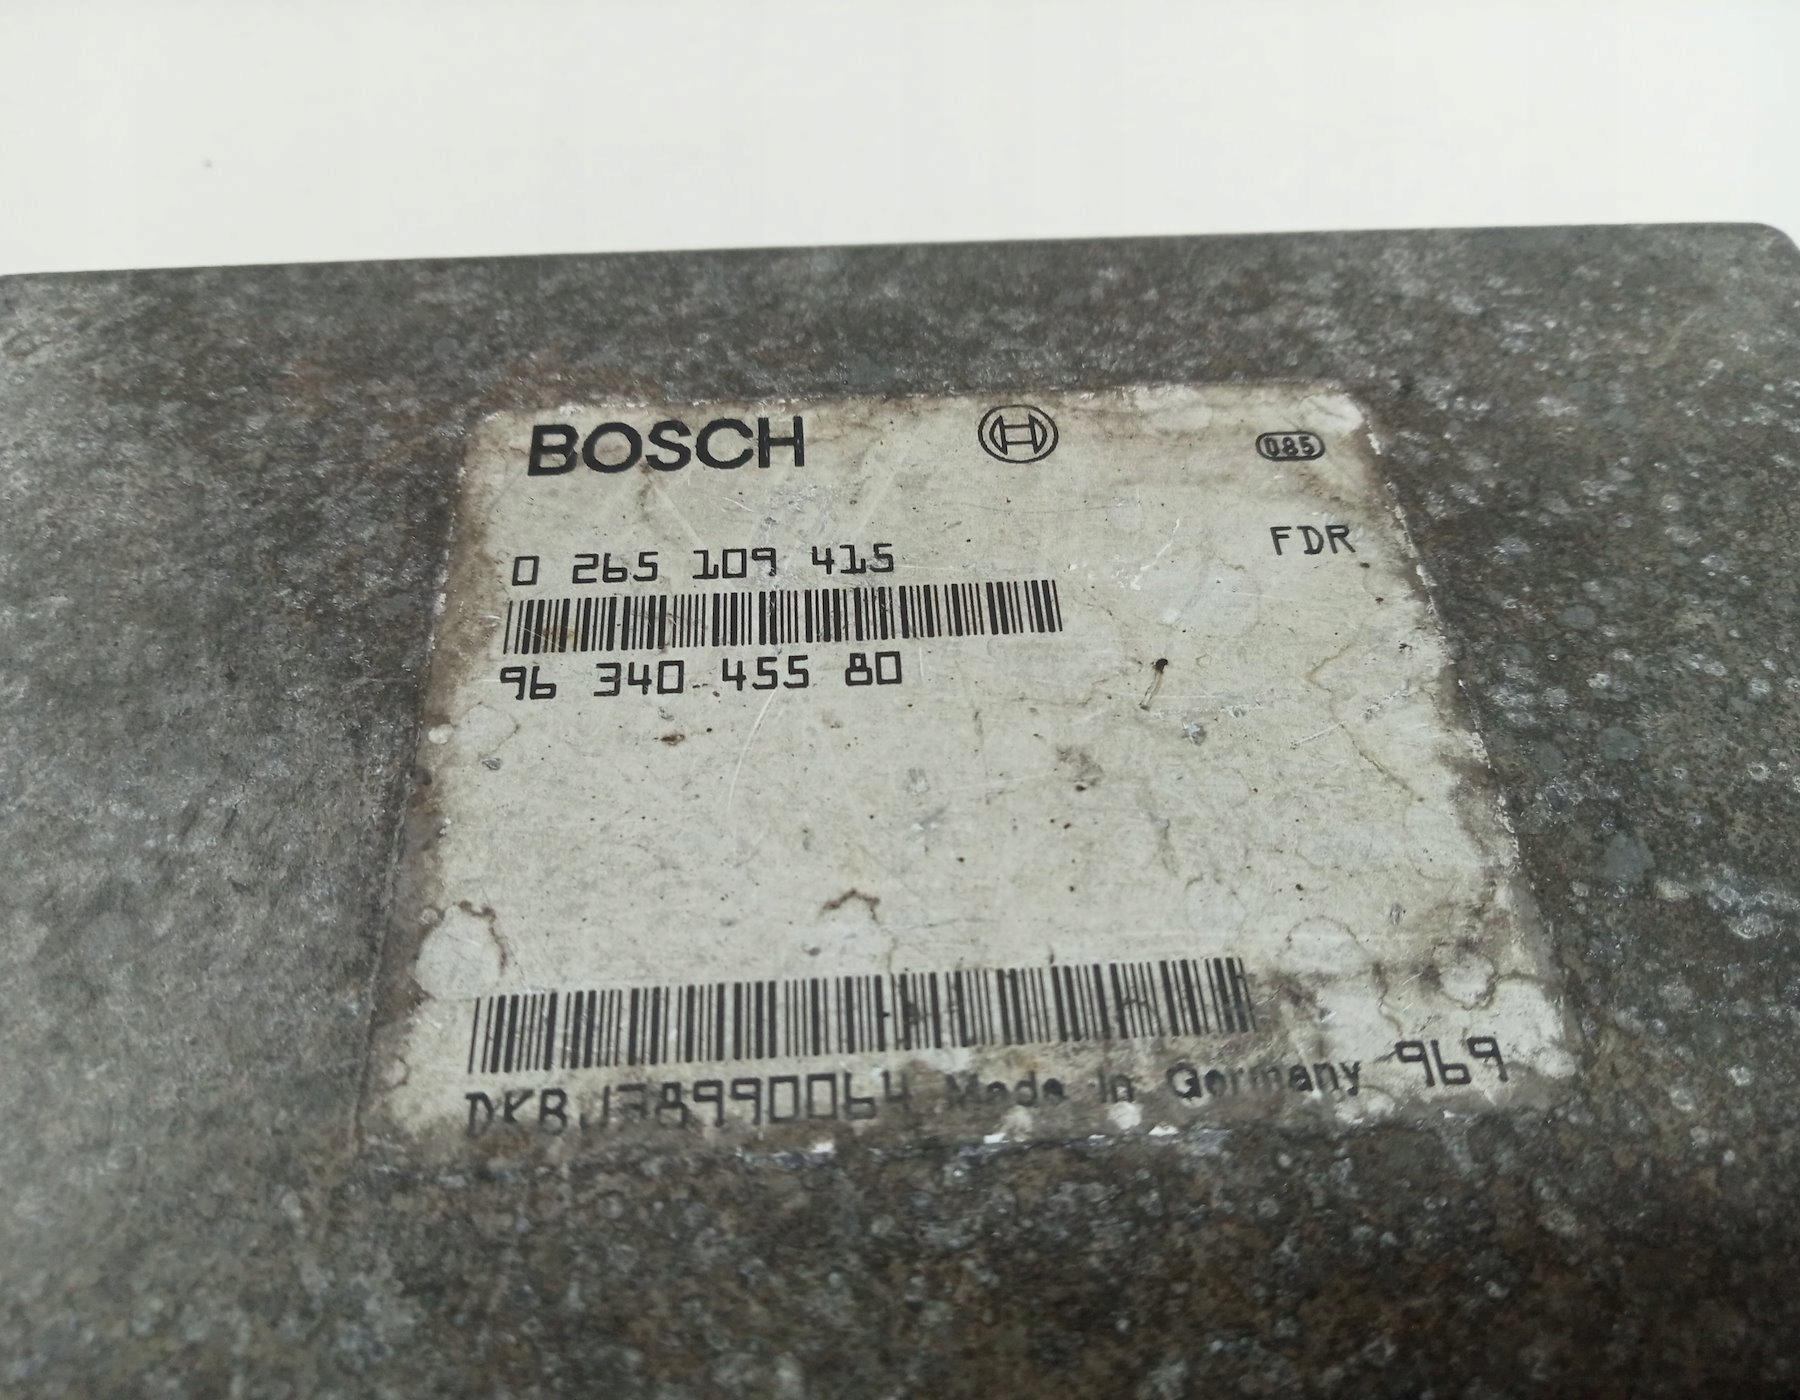 BOSCH 085
FDR
0 265 109 415
96 340 455 80
DKBJ78990064 Made in Germany 969